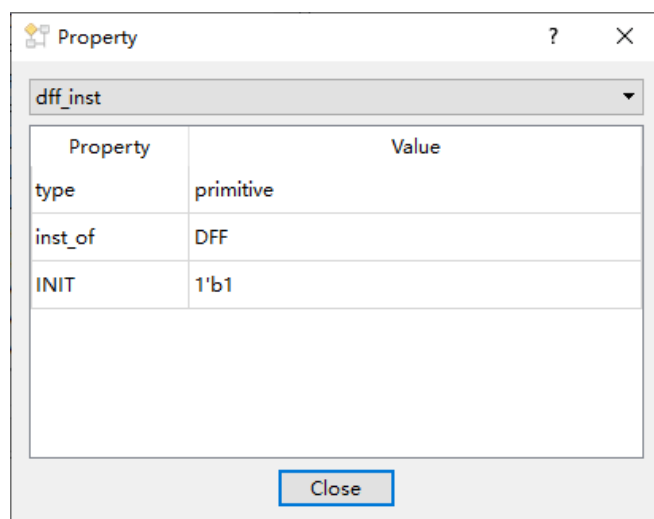 Property ?
dff_inst
Property Value
type primitive
inst_of DFF
INIT 1'b1
Close